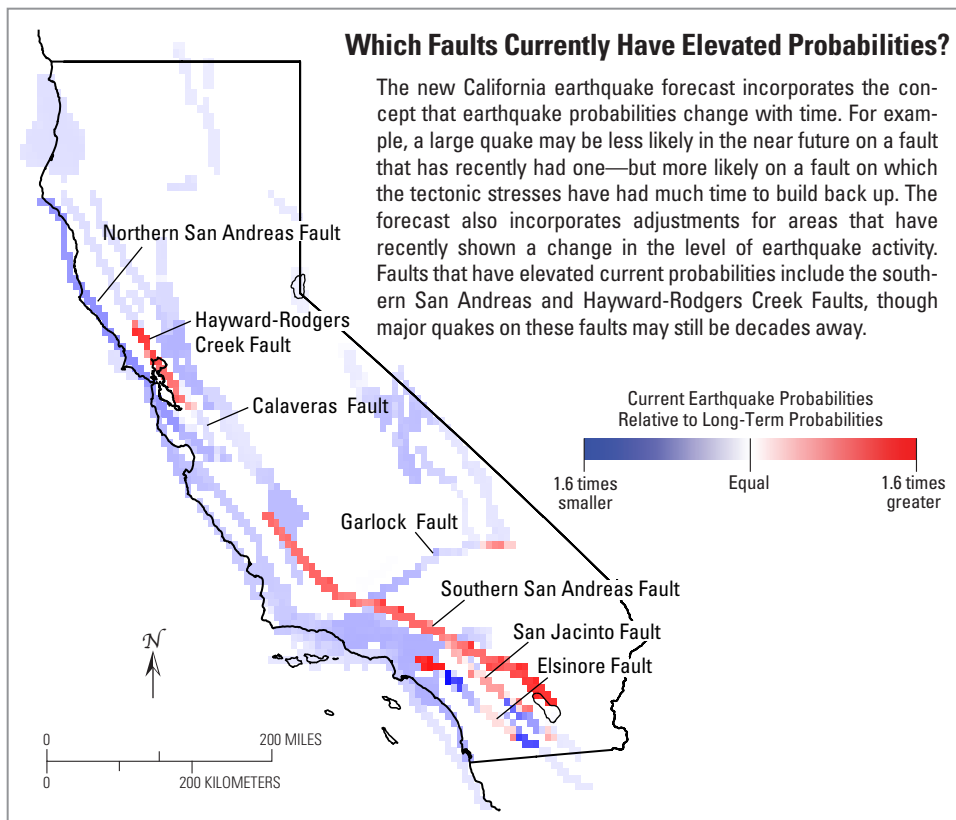 Which Faults Currently Have Elevated Probabilities?
The new California earthquake forecast incorporates the con-
cept that earthquake probabilities change with time. For exam-
ple, a large quake may be less likely in the near future on a fault
that has recently had one—but more likely on a fault on which
the tectonic stresses have had much time to build back up. The
forecast also incorporates adjustments for areas that have
recently shown a change in the level of earthquake activity.
Faults that have elevated current probabilities include the south-
ern San Andreas and Hayward-Rodgers Creek Faults, though
major quakes on these faults may still be decades away.
Northern San Andreas Fault
Hayward-Rodgers
Creek Fault
Calaveras Fault
Current Earthquake Probabilities
Relative to Long-Term Probabilities
1.6 times
smaller
Equal
1.6 times
greater
Garlock Fault
Southern San Andreas Fault
San Jacinto Fault
Elsinore Fault
N
0
200 MILES
0
200 KILOMETERS